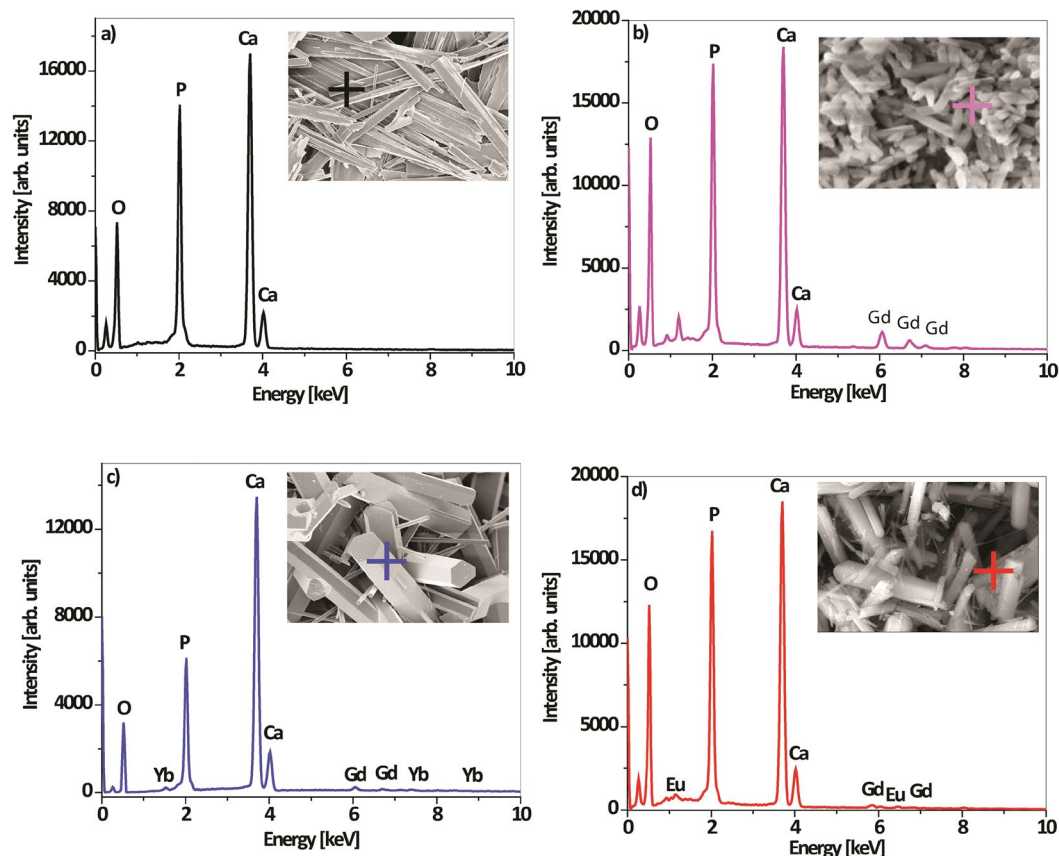 a)
16000
12000
8000
4000
0
Intensity [arb. units]
O
P
Ca
Ca
0 2 4 6 8 10
Energy [keV]
b)
20000
15000
10000
5000
0
Intensity [arb. units]
O
P
Ca
Ca
Gd Gd Gd
0 2 4 6 8 10
Energy [keV]
c)
12000
8000
4000
0
Intensity [arb. units]
O
Yb
P
Ca
Ca
Gd Gd Yb Yb
0 2 4 6 8 10
Energy [keV]
d)
20000
15000
10000
5000
0
Intensity [arb. units]
O
Eu
P
Ca
Ca
Gd Eu Gd
0 2 4 6 8 10
Energy [keV]